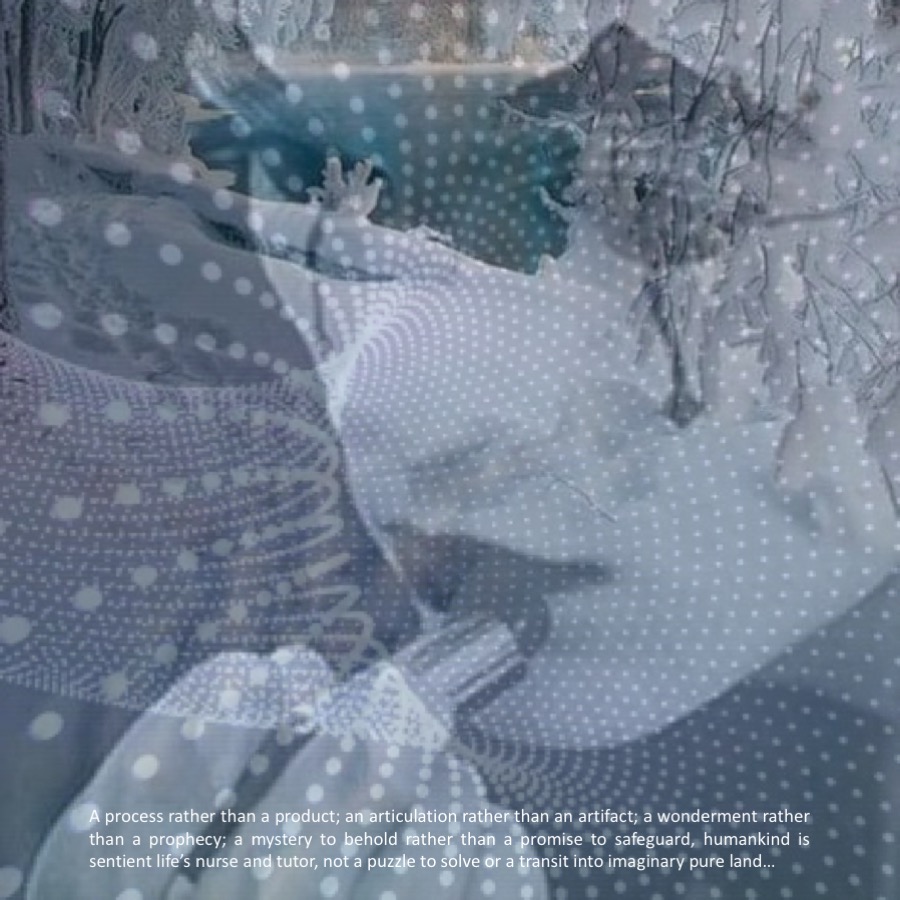 A process rather than a product; an articulation rather than an artifact; a wonderment rather
than a prophecy; a mystery to behold rather than a promise to safeguard, humankind is
sentient life’s nurse and tutor, not a puzzle to solve or a transit into imaginary pure land...